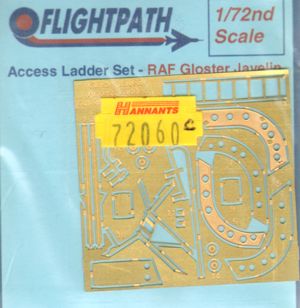 FLIGHTPATH
1/72nd
Scale
Access Ladder Set - RAF Gloster Javelin
HANNANTS
72060